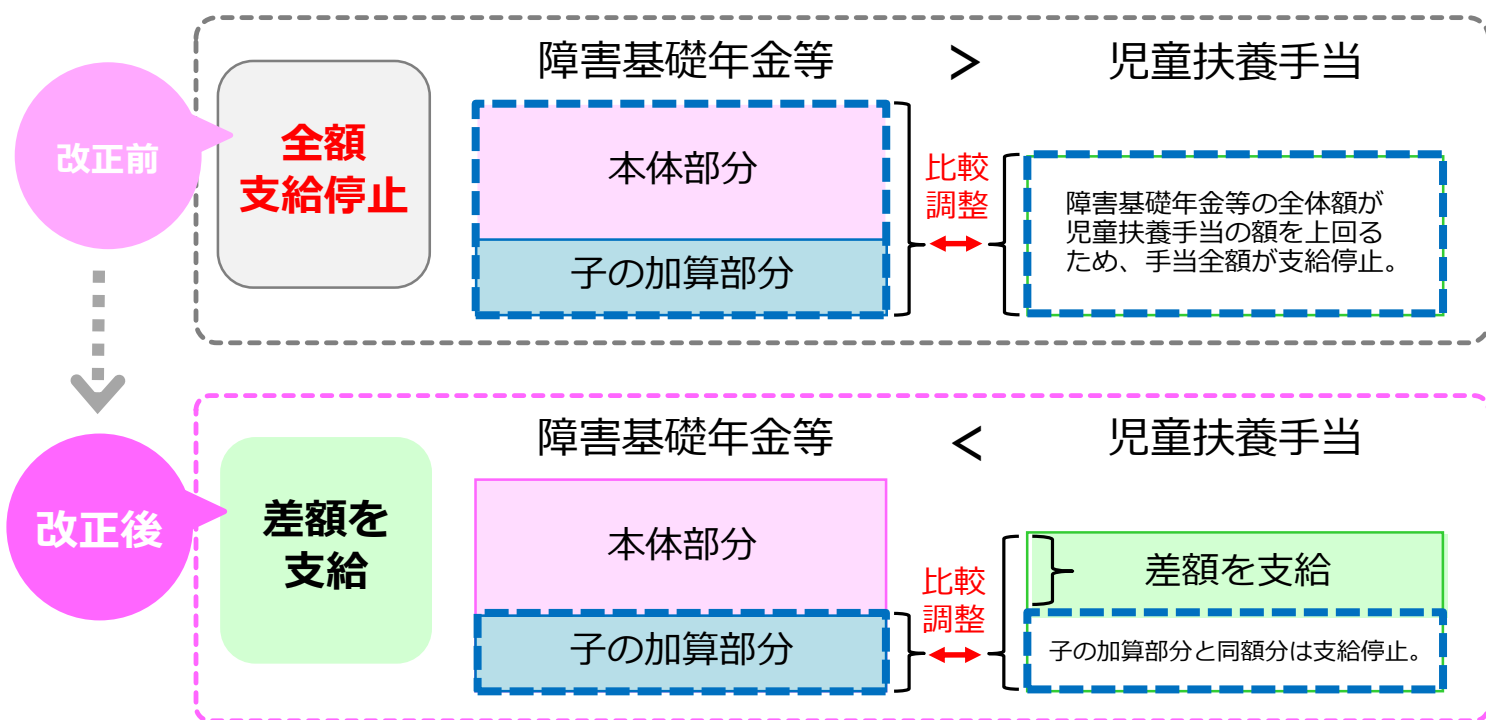 障害基礎年金等 > 児童扶養手当
改正前
全額
支給停止
本体部分
子の加算部分
比較
調整
障害基礎年金等の全体額が
児童扶養手当の額を上回る
ため、手当全額が支給停止。
障害基礎年金等 < 児童扶養手当
改正後
差額を
支給
本体部分
子の加算部分
比較
調整
差額を支給
子の加算部分と同額分は支給停止。